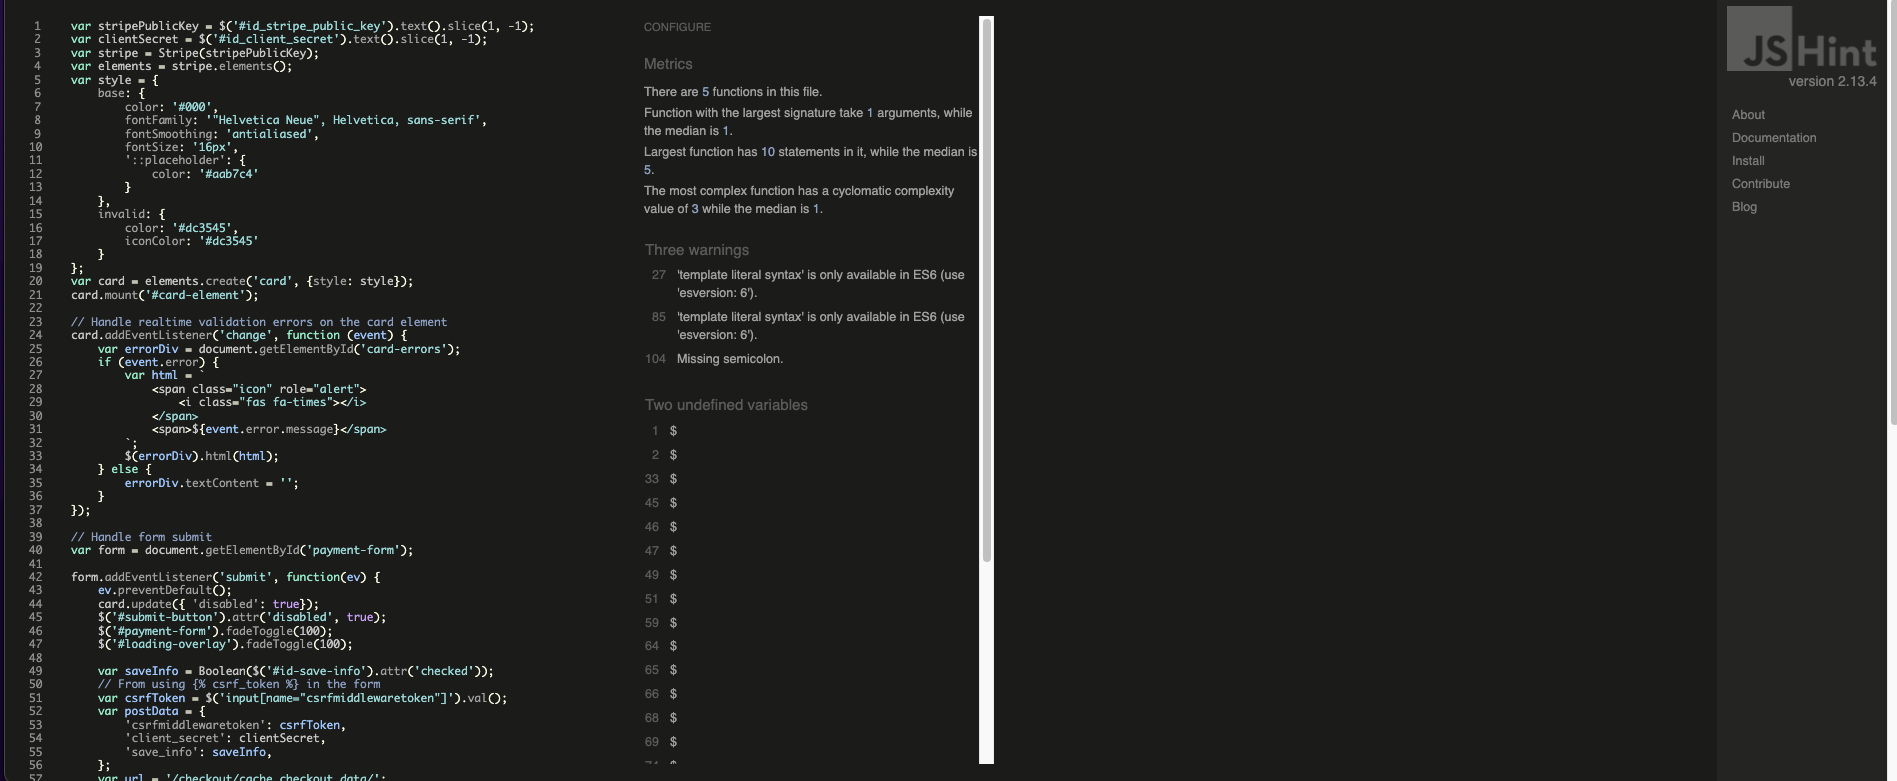 1 var stripePublicKey = $('#id_stripe_public_key').text().slice(1, -1);
2 var clientSecret = $('#id_client_secret').text().slice(1, -1);
3 var stripe = Stripe(stripePublicKey);
4 var elements = stripe.elements();
5 var style = {
6 base: {
7 color: '#000',
8 fontFamily: '"Helvetica Neue", Helvetica, sans-serif',
9 fontSmoothing: 'antialiased',
10 fontSize: '16px',
11 '::placeholder': {
12 color: '#aab7c4'
13 }
14 },
15 invalid: {
16 color: '#dc3545',
17 iconColor: '#dc3545'
18 }
19 };
20 var card = elements.create('card', {style: style});
21 card.mount('#card-element');
22
23 // Handle realtime validation errors on the card element
24 card.addEventListener('change', function (event) {
25 var errorDiv = document.getElementById('card-errors');
26 if (event.error) {
27 var html = `
28 <span class="icon" role="alert">
29 <i class="fas fa-times"></i>
30 </span>
31 <span>${event.error.message}</span>
32 `;
33 $(errorDiv).html(html);
34 } else {
35 errorDiv.textContent = '';
36 }
37 });
38
39 // Handle form submit
40 var form = document.getElementById('payment-form');
41
42 form.addEventListener('submit', function(ev) {
43 ev.preventDefault();
44 card.update({ 'disabled': true});
45 $('#submit-button').attr('disabled', true);
46 $('#payment-form').fadeToggle(100);
47 $('#loading-overlay').fadeToggle(100);
48
49 var saveInfo = Boolean($('#id-save-info').attr('checked'));
50 // From using {% csrf_token %} in the form
51 var csrfToken = $('input[name="csrfmiddlewaretoken"]').val();
52 var postData = {
53 'csrfmiddlewaretoken': csrfToken,
54 'client_secret': clientSecret,
55 'save_info': saveInfo,
56 };
57 var url = '/checkout/cache_checkout_data/';
CONFIGURE
Metrics
There are 5 functions in this file.
Function with the largest signature take 1 arguments, while
the median is 1.
Largest function has 10 statements in it, while the median is
5.
The most complex function has a cyclomatic complexity
value of 3 while the median is 1.
Three warnings
27 'template literal syntax' is only available in ES6 (use
'esversion: 6').
85 'template literal syntax' is only available in ES6 (use
'esversion: 6').
104 Missing semicolon.
Two undefined variables
1 $
2 $
33 $
45 $
46 $
47 $
49 $
51 $
59 $
64 $
65 $
66 $
68 $
69 $
JSHint
version 2.13.4
About
Documentation
Install
Contribute
Blog